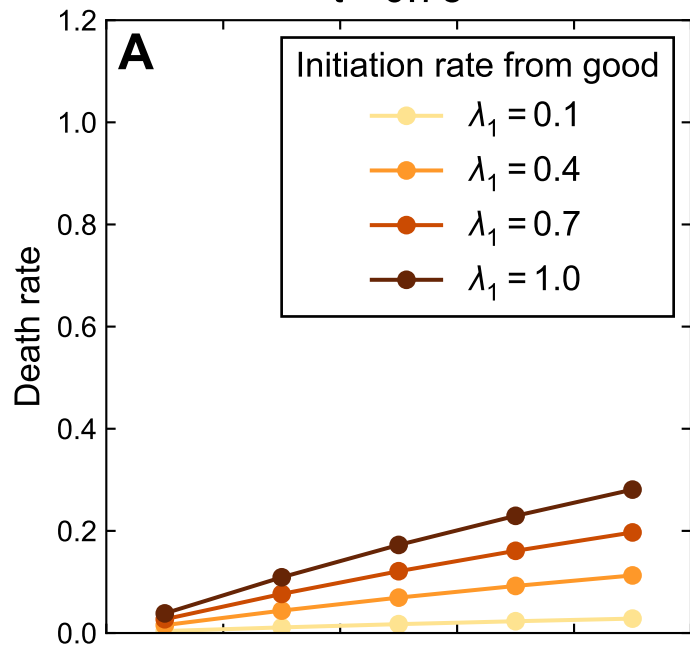 A
Initiation rate from good
λ1 = 0.1
λ1 = 0.4
λ1 = 0.7
λ1 = 1.0
Death rate
1.2
1.0
0.8
0.6
0.4
0.2
0.0